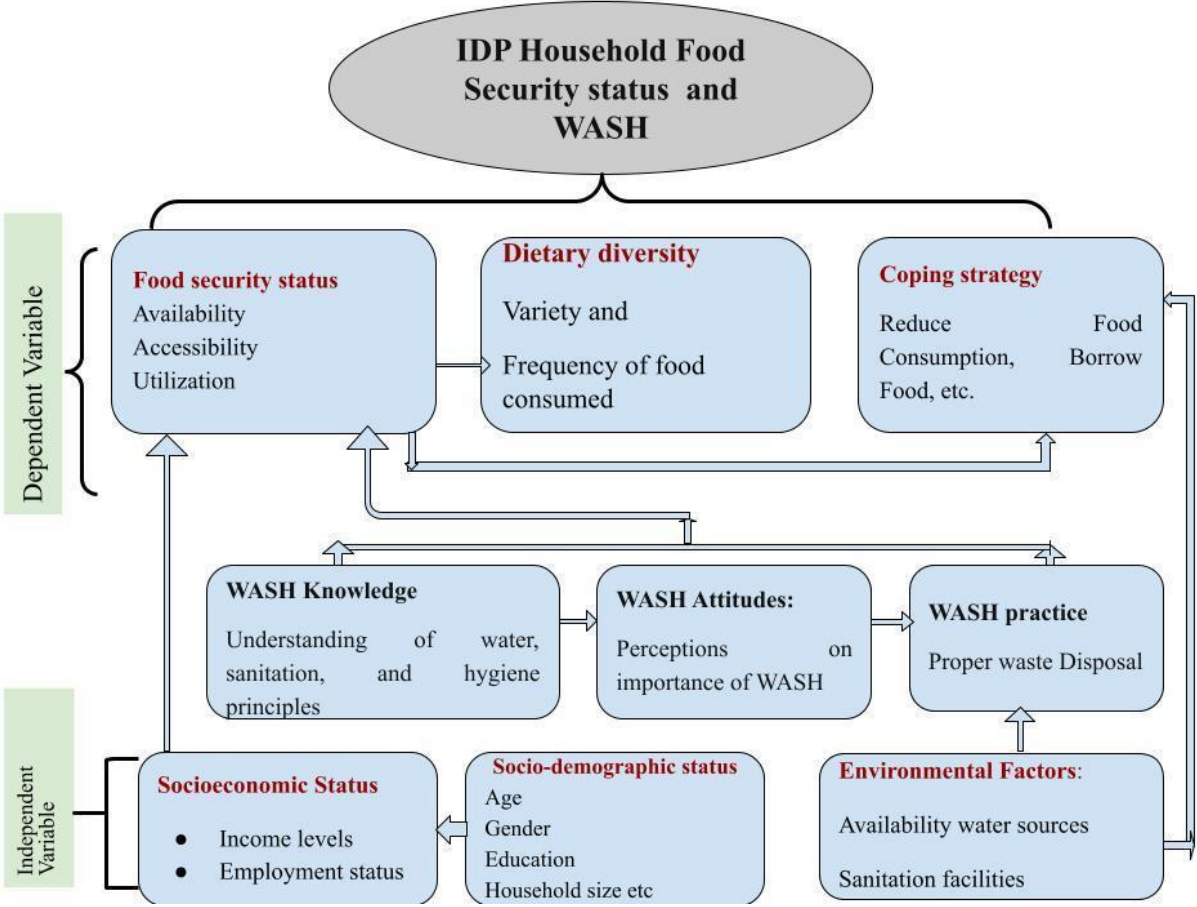 IDP Household Food
Security status and
WASH
Dependent Variable
Food security status
Availability
Accessibility
Utilization
Dietary diversity
Variety and
Frequency of food
consumed
Coping strategy
Reduce Food
Consumption, Borrow
Food, etc.
WASH Knowledge
Understanding of water,
sanitation, and hygiene
principles
WASH Attitudes:
Perceptions on
importance of WASH
WASH practice
Proper waste Disposal
Independent
Variable
Socioeconomic Status
● Income levels
● Employment status
Socio-demographic status
Age
Gender
Education
Household size etc
Environmental Factors:
Availability water sources
Sanitation facilities